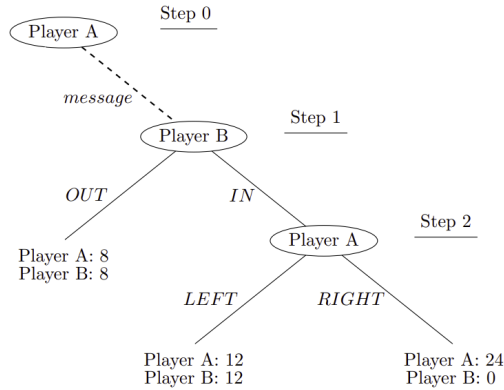 Step 0
Player A
message
Step 1
Player B
OUT
IN
Step 2
Player A
Player A: 8
Player B: 8
LEFT
RIGHT
Player A: 12
Player B: 12
Player A: 24
Player B: 0